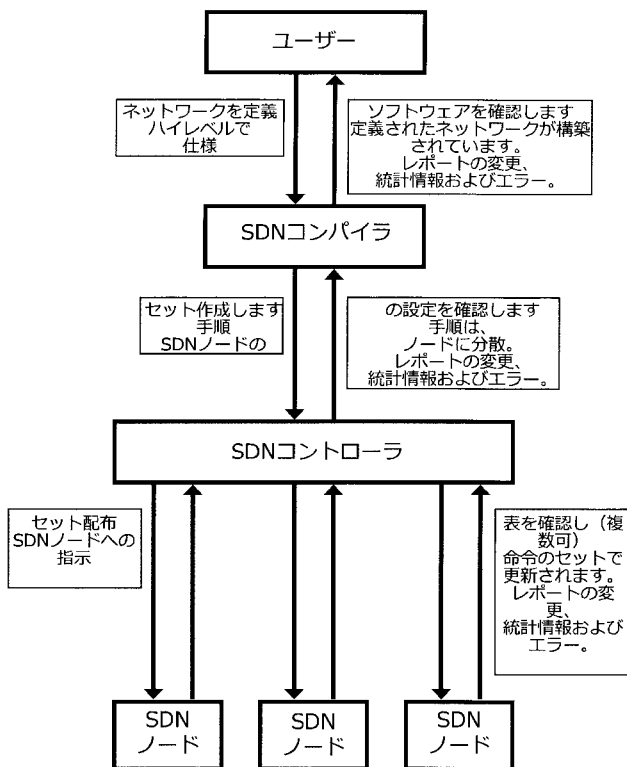 ユーザー
ネットワークを定義
ハイレベルで
仕様
ソフトウェアを確認します
定義されたネットワークが構築
されています。
レポートの変更、
統計情報およびエラー。
SDNコンパイラ
セット作成します
手順
SDNノードの
の設定を確認します
手順は、
ノードに分散。
レポートの変更、
統計情報およびエラー。
SDNコントローラ
セット配布
SDNノードへの
指示
表を確認し（複
数可）
命令のセットで
更新されます。
レポートの変
更、
統計情報および
エラー。
SDN
ノード
SDN
ノード
SDN
ノード